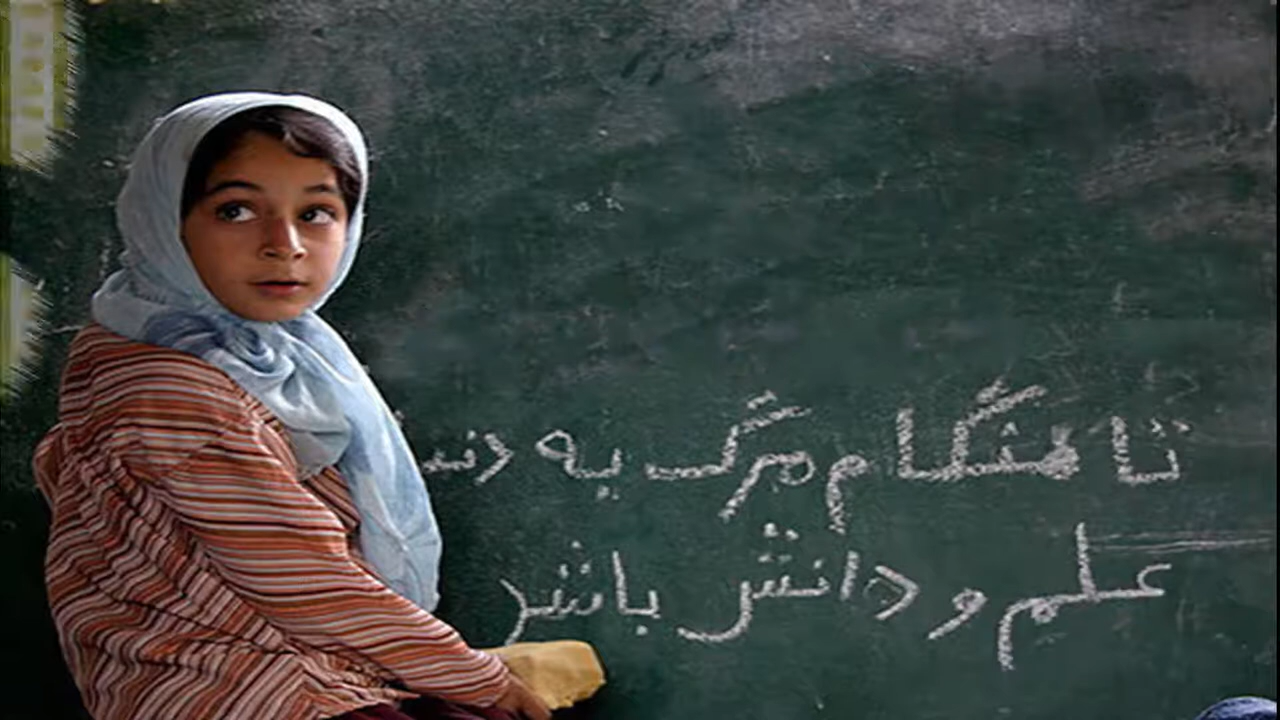 تا هنگام مرگ به
علم و دانش باشد